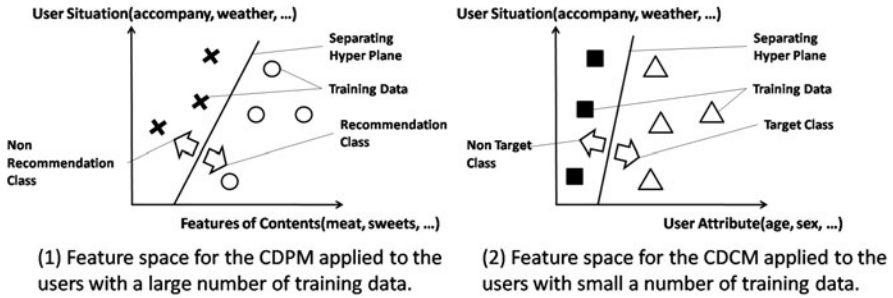 User Situation(accompany, weather, ...)
Separating
Hyper Plane
Training Data
Recommendation
Class
Non
Recommendation
Class
Features of Contents(meat, sweets, ...)
(1) Feature space for the CDPM applied to the
users with a large number of training data.
User Situation(accompany, weather, ...)
Separating
Hyper Plane
Training Data
Target Class
Non Target
Class
User Attribute(age, sex, ...)
(2) Feature space for the CDCM applied to the
users with small a number of training data.